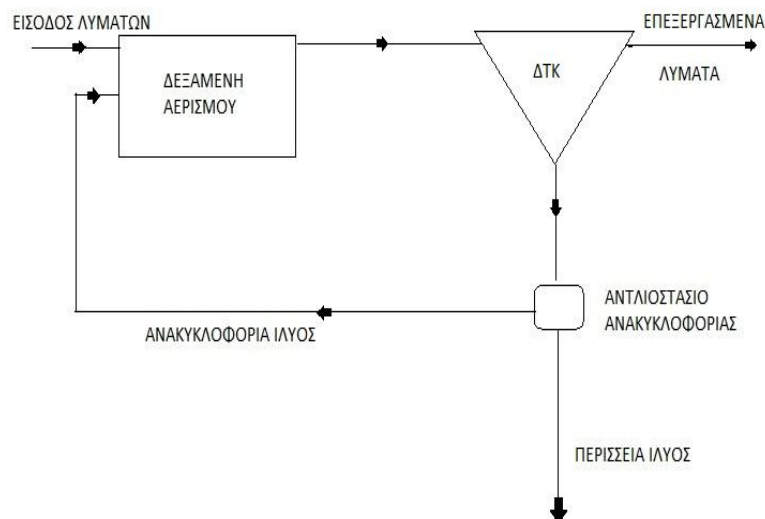 ΕΙΣΟΔΟΣ ΛΥΜΑΤΩΝ
ΔΕΞΑΜΕΝΗ
ΑΕΡΙΣΜΟΥ
ΔΤΚ
ΕΠΕΞΕΡΓΑΣΜΕΝΑ
ΛΥΜΑΤΑ
ΑΝΤΛΙΟΣΤΑΣΙΟ
ΑΝΑΚΥΚΛΟΦΟΡΙΑΣ
ΑΝΑΚΥΚΛΟΦΟΡΙΑ ΙΛΥΟΣ
ΠΕΡΙΣΣΕΙΑ ΙΛΥΟΣ